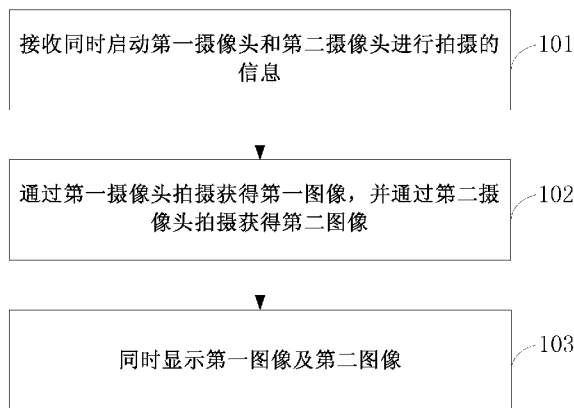 接收同时启动第一摄像头和第二摄像头进行拍摄的
信息
101
通过第一摄像头拍摄获得第一图像，并通过第二摄
像头拍摄获得第二图像
102
同时显示第一图像及第二图像
103